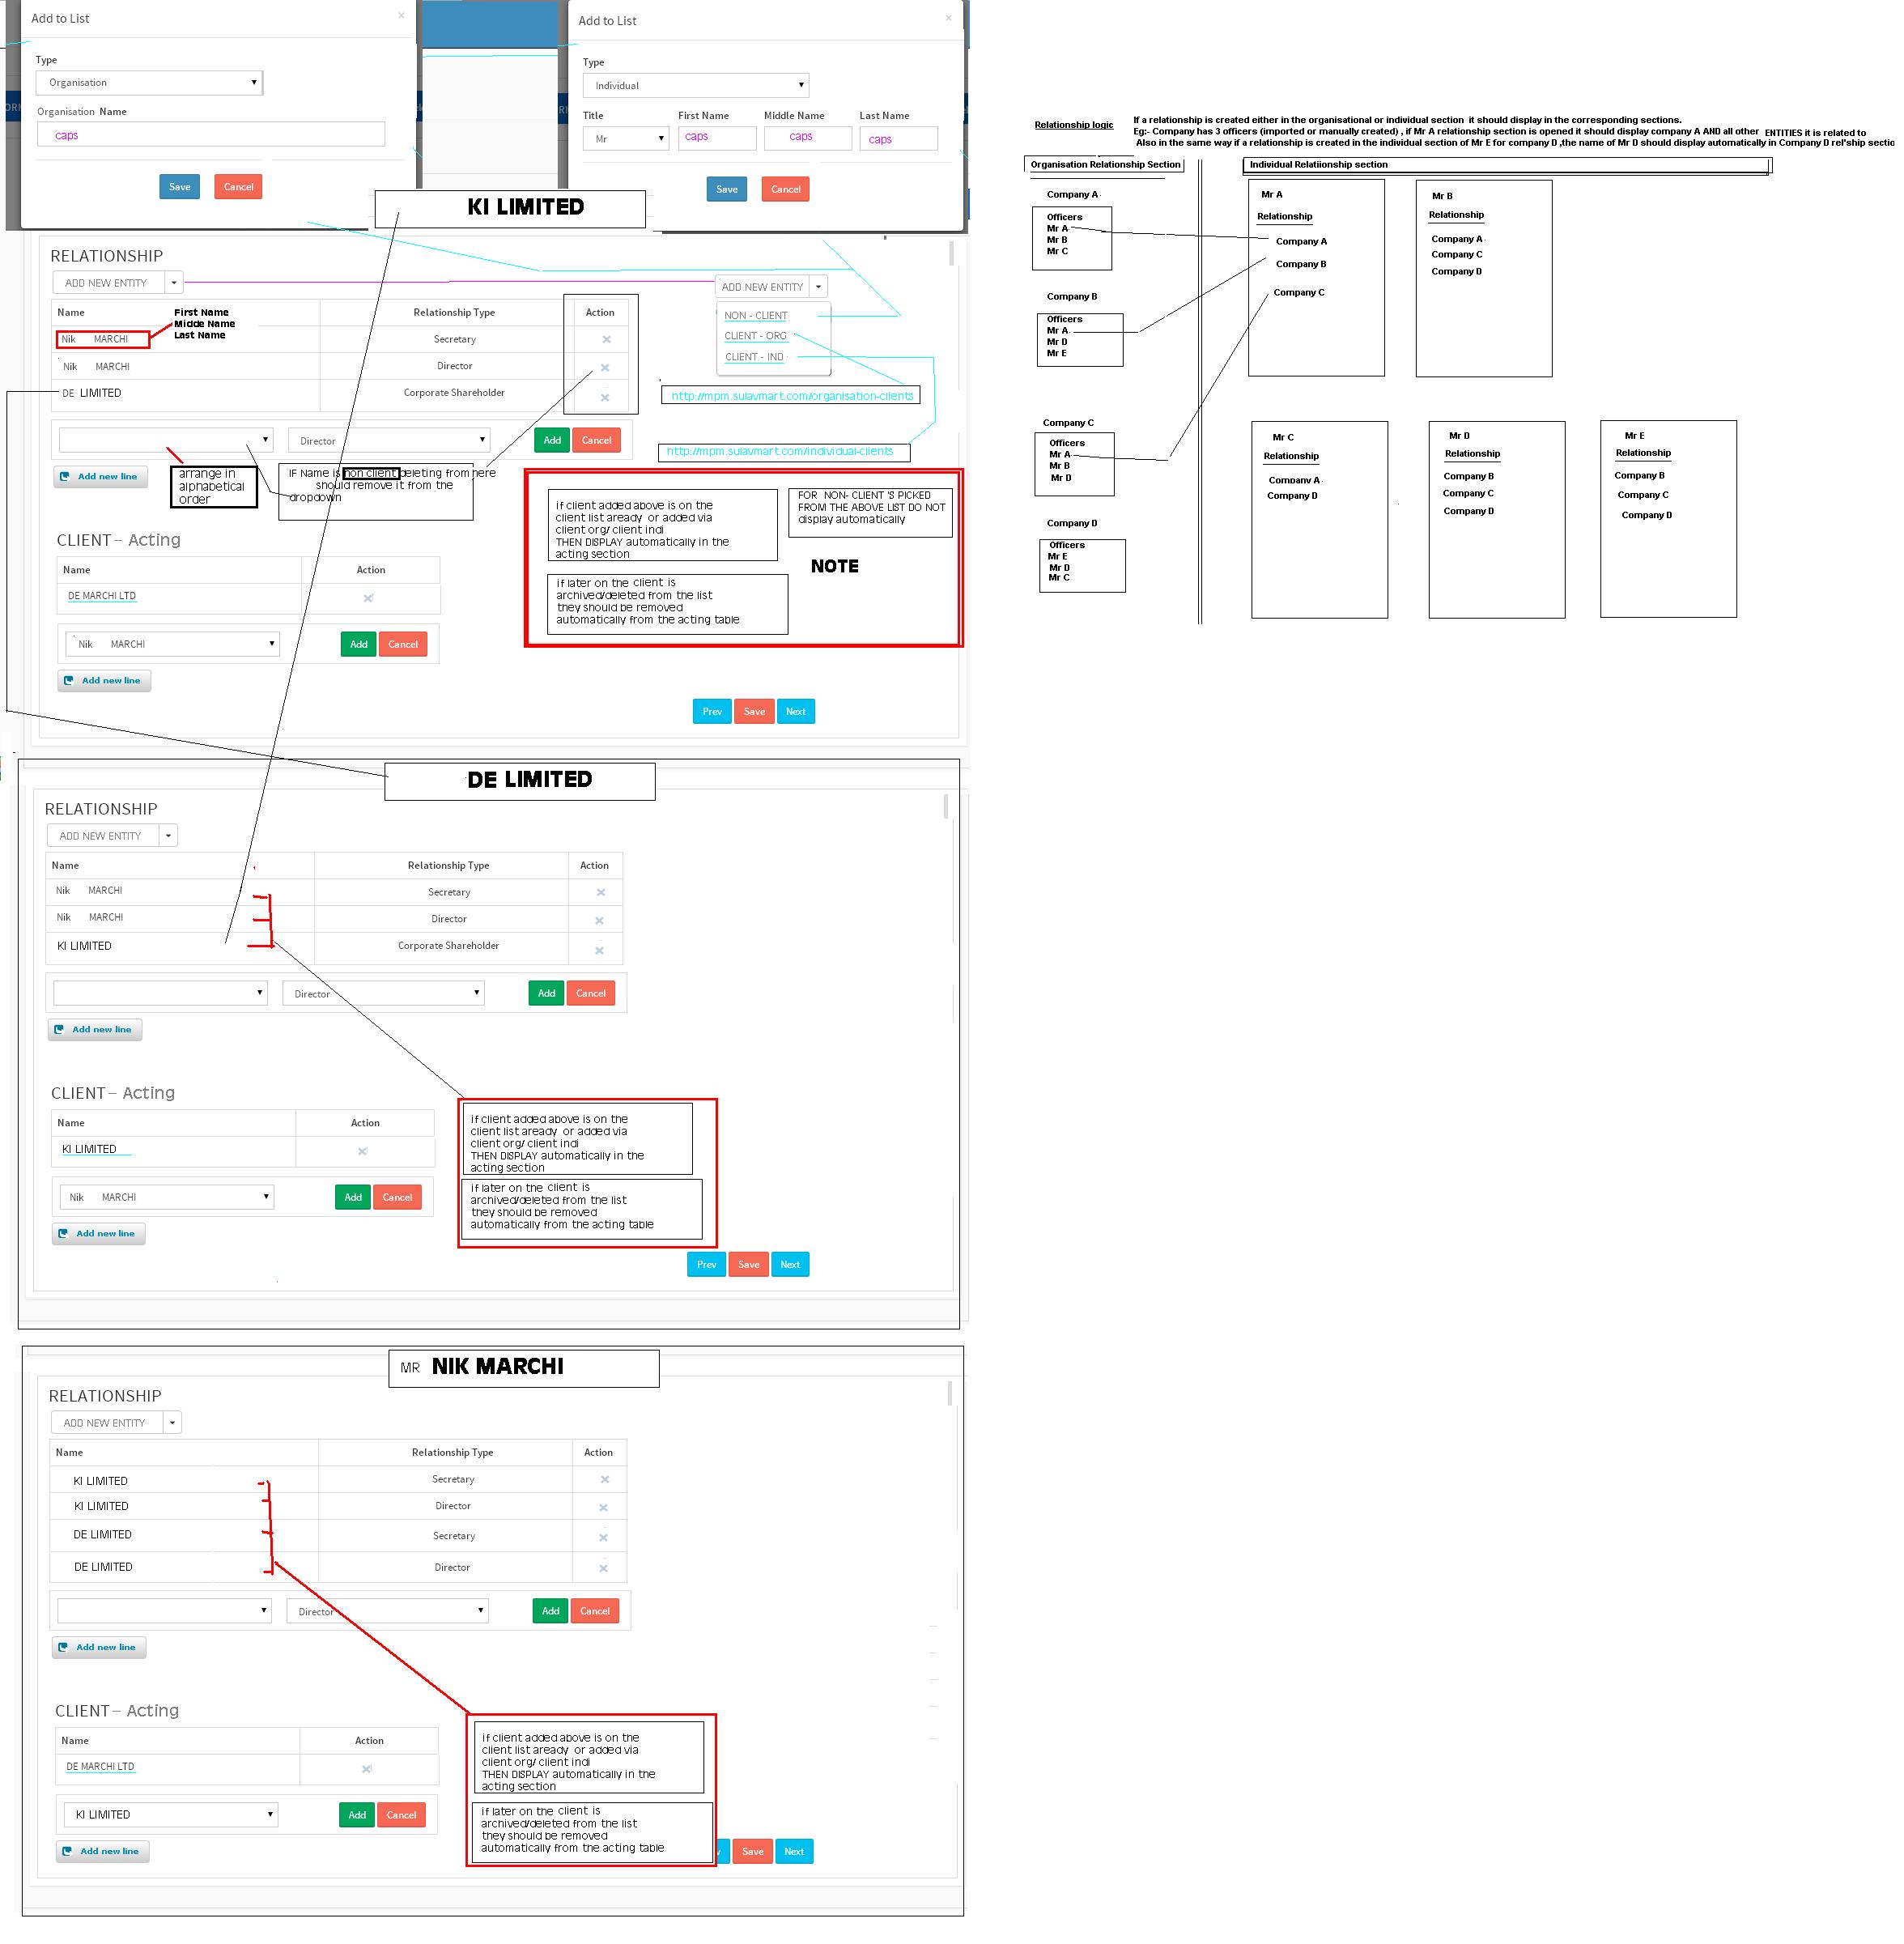 Add to List
×
Type
Organisation
Organisation Name
caps
Save
Cancel
Add to List
×
Type
Individual
Title
First Name
Middle Name
Last Name
Mr
caps
caps
caps
Save
Cancel
KI LIMITED
RELATIONSHIP
ADD NEW ENTITY
Name
Relationship Type
Action
First Name
Midde Name
Last Name
Nik MARCHI
Secretary
Nik MARCHI
Director
DE LIMITED
Corporate Shareholder
Director
Add
Cancel
Add new line
arrange in
alphabetical
order
IF Name is non client deleting from here
should remove it from the
dropdown
ADD NEW ENTITY
NON - CLIENT
CLIENT - ORG
CLIENT - IND
http://mpm.sulavmart.com/organisation-clients
http://mpm.sulavmart.com/individual-clients
if client added above is on the
client list aready or added via
client org/ client indi
THEN DISPLAY automatically in the
acting section
FOR NON- CLIENT 'S PICKED
FROM THE ABOVE LIST DO NOT
display automatically
NOTE
if later on the client is
archived/deleted from the list
they should be removed
automatically from the acting table
CLIENT - Acting
Name
Action
DE MARCHI LTD
Nik MARCHI
Add
Cancel
Add new line
Prev
Save
Next
DE LIMITED
RELATIONSHIP
ADD NEW ENTITY
Name
Relationship Type
Action
Nik MARCHI
Secretary
Nik MARCHI
Director
KI LIMITED
Corporate Shareholder
Director
Add
Cancel
Add new line
CLIENT - Acting
Name
Action
KI LIMITED
Nik MARCHI
Add
Cancel
Add new line
if client added above is on the
client list aready or added via
client org/ client indi
THEN DISPLAY automatically in the
acting section
if later on the client is
archived/deleted from the list
they should be removed
automatically from the acting table
Prev
Save
Next
MR NIK MARCHI
RELATIONSHIP
ADD NEW ENTITY
Name
Relationship Type
Action
KI LIMITED
Secretary
KI LIMITED
Director
DE LIMITED
Secretary
DE LIMITED
Director
Director
Add
Cancel
Add new line
CLIENT - Acting
Name
Action
DE MARCHI LTD
KI LIMITED
Add
Cancel
Add new line
if client added above is on the
client list aready or added via
client org/ client indi
THEN DISPLAY automatically in the
acting section
if later on the client is
archived/deleted from the list
they should be removed
automatically from the acting table
Save
Next
Relationship logic
If a relationship is created either in the organisational or individual section it should display in the corresponding sections.
Eg:- Company has 3 officers (imported or manually created) , if Mr A relationship section is opened it should display company A AND all other ENTITIES it is related to
Also in the same way if a relationship is created in the individual section of Mr E for company D ,the name of Mr D should display automatically in Company D rel'ship sectio
Organisation Relationship Section
Individual Relatiionship section
Company A
Officers
Mr A
Mr B
Mr C
Company B
Officers
Mr A
Mr D
Mr E
Company C
Officers
Mr A
Mr B
Mr D
Company D
Officers
Mr E
Mr D
Mr C
Mr A
Relationship
Company A
Company B
Company C
Mr B
Relationship
Company A
Company C
Company D
Mr C
Relationship
Company A
Company D
Mr D
Relationship
Company B
Company C
Company D
Mr E
Relationship
Company B
Company C
Company D